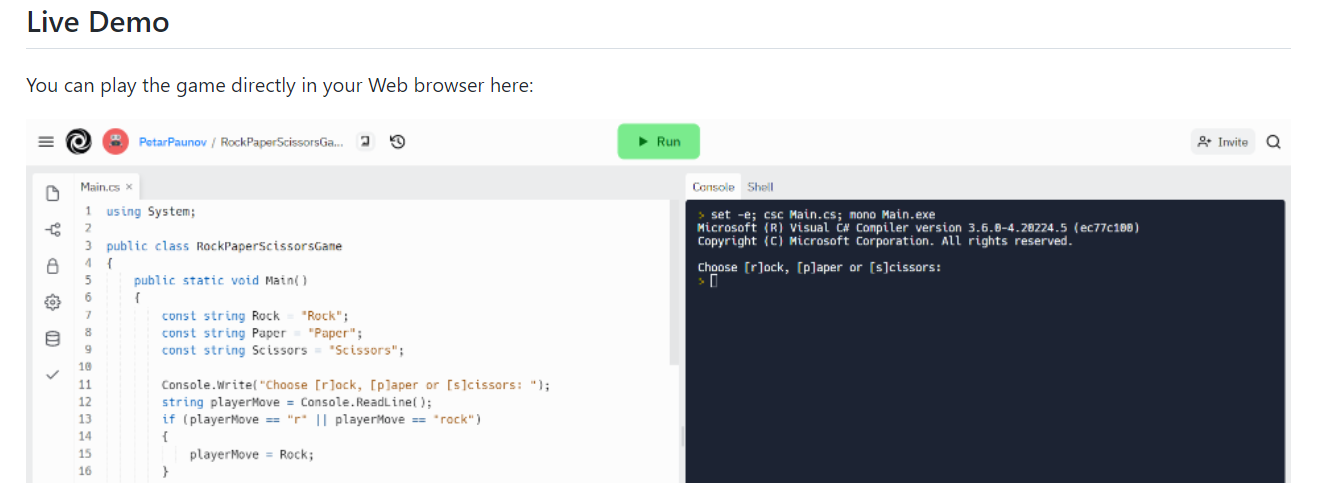 Live Demo
You can play the game directly in your Web browser here:
PetarPaunov / RockPaperScissorsGa...
Run
Invite
Main.cs ×
1 using System;
2
3 public class RockPaperScissorsGame
4 {
5 public static void Main()
6 {
7 const string Rock = "Rock";
8 const string Paper = "Paper";
9 const string Scissors = "Scissors";
10
11 Console.Write("Choose [r]ock, [p]aper or [s]cissors: ");
12 string playerMove = Console.ReadLine();
13 if (playerMove == "r" || playerMove == "rock")
14 {
15 playerMove = Rock;
16 }
Console Shell
> set -e; csc Main.cs; mono Main.exe
Microsoft (R) Visual C# Compiler version 3.6.0-4.20224.5 (ec77c100)
Copyright (C) Microsoft Corporation. All rights reserved.
Choose [r]ock, [p]aper or [s]cissors:
>